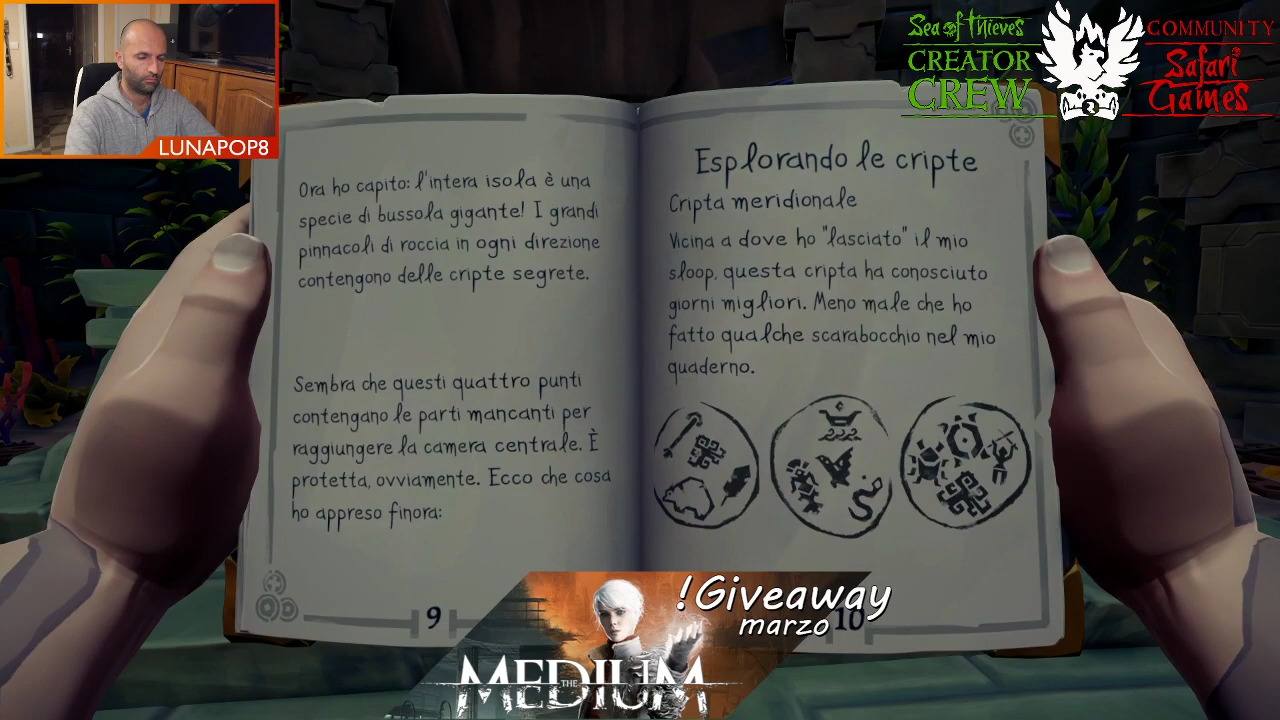 Sea of Thieves
CREATOR
CREW
COMMUNITY
Safari
Games
LUNAPOP8
Ora ho capito: l'intera isola è una
specie di bussola gigante! I grandi
pinnacoli di roccia in ogni direzione
contengono delle cripte segrete.
Sembra che questi quattro punti
contengano le parti mancanti per
raggiungere la camera centrale. È
protetta, ovviamente. Ecco che cosa
ho appreso finora:
9
Esplorando le cripte
Cripta meridionale
Vicina a dove ho "lasciato" il mio
sloop, questa cripta ha conosciuto
giorni migliori. Meno male che ho
fatto qualche scarabocchio nel mio
quaderno.
10
!Giveaway
marzo
THE
MEDIUM